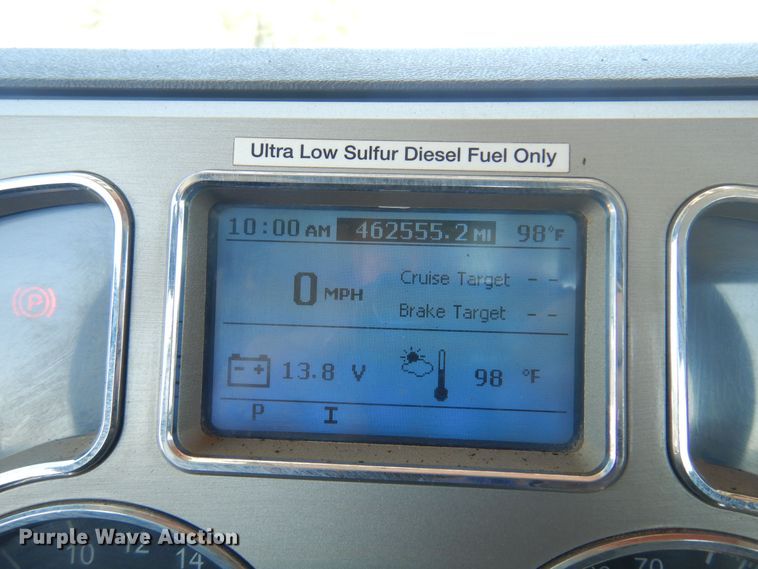 Ultra Low Sulfur Diesel Fuel Only
10:00 AM 462555.2 MI 98°F
0 MPH
Cruise Target - -
Brake Target - -
- + 13.8 V 98 °F
P I
(P)
10 12 14
70
Purple Wave Auction